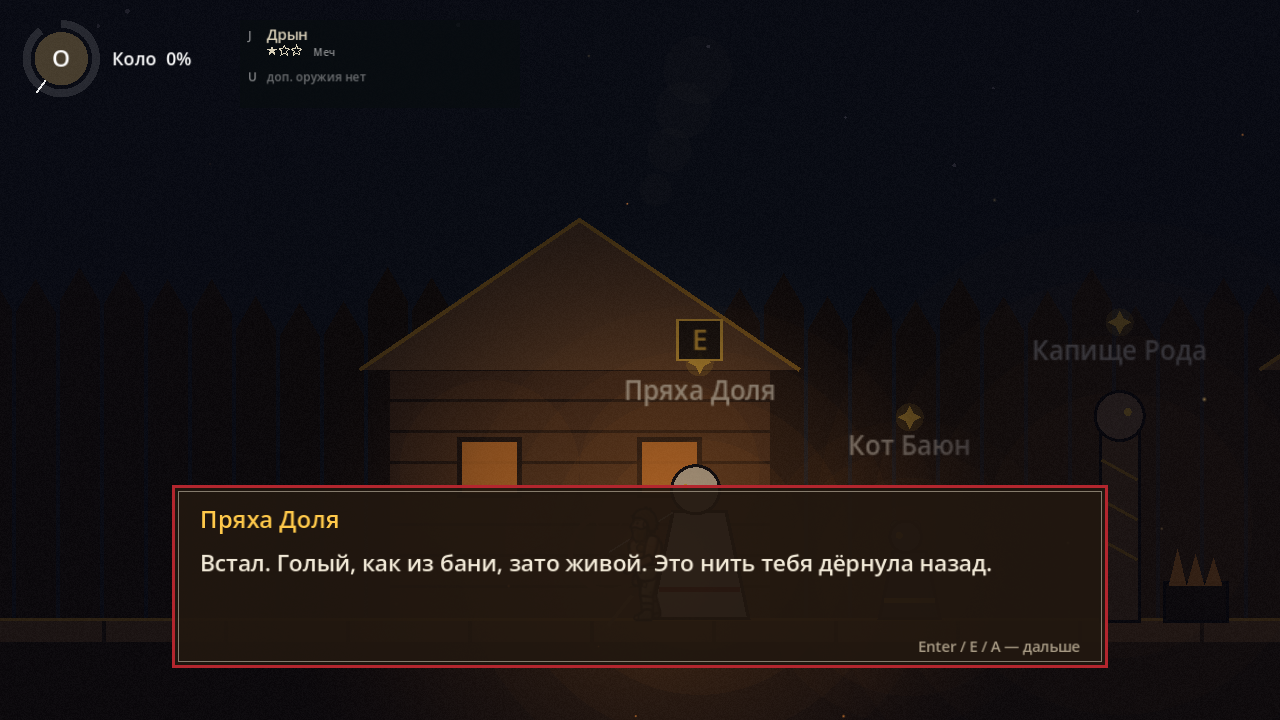 О
Коло 0%
J Дрын
Меч
U доп. оружия нет
E
Пряха Доля
Капище Рода
Кот Баюн
Пряха Доля
Встал. Голый, как из бани, зато живой. Это нить тебя дёрнула назад.
Enter / E / A — дальше